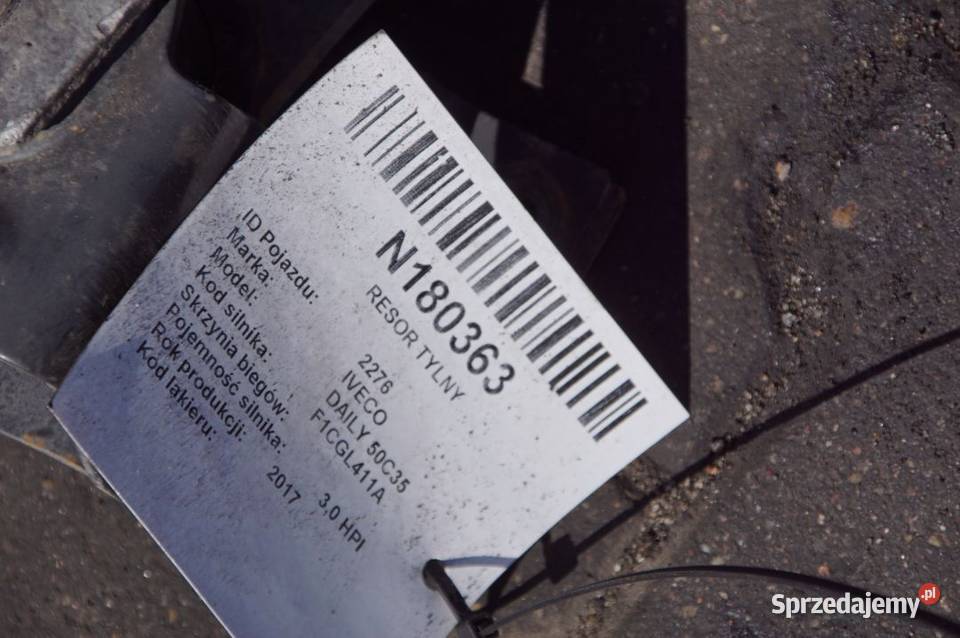 N180363
RESOR TYLNY
ID Pojazdu: 2276
Marka: IVECO
Model: DAILY 50C35
Kod silnika: F1CGL411A
Skrzynia biegów:
Pojemność silnika: 3,0 HPI
Rok produkcji: 2017
Kod lakieru:
Sprzedajemy.pl